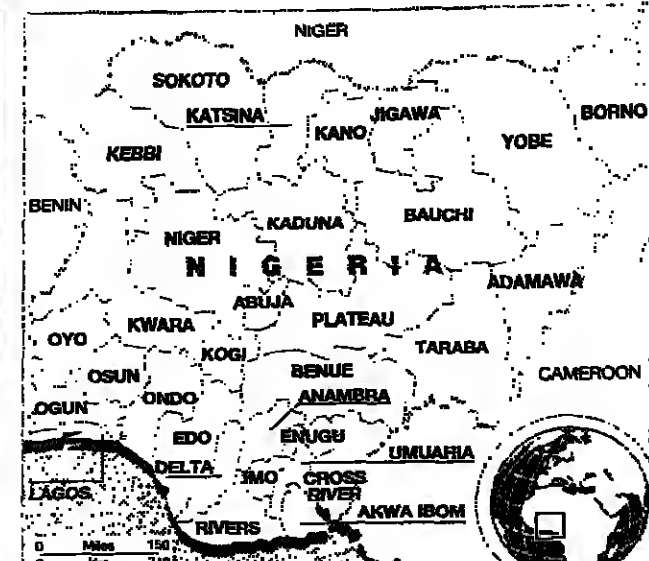 NIGER
SOKOTO
KATSINA
KANO
JIGAWA
BORNO
YOBE
KEBBI
BENIN
NIGER
KADUNA
BAUCHI
NIGERIA
ADAMAWA
ABUJA
KWARA
PLATEAU
OYO
KOGI
TARABA
OSUN
BENUE
CAMEROON
ONDO
ANAMBRA
OGUN
EDO
ENUGU
UMUAHIA
DELTA
IMO
CROSS
RIVER
LAGOS
AKWA IBOM
RIVERS
0 Miles 150